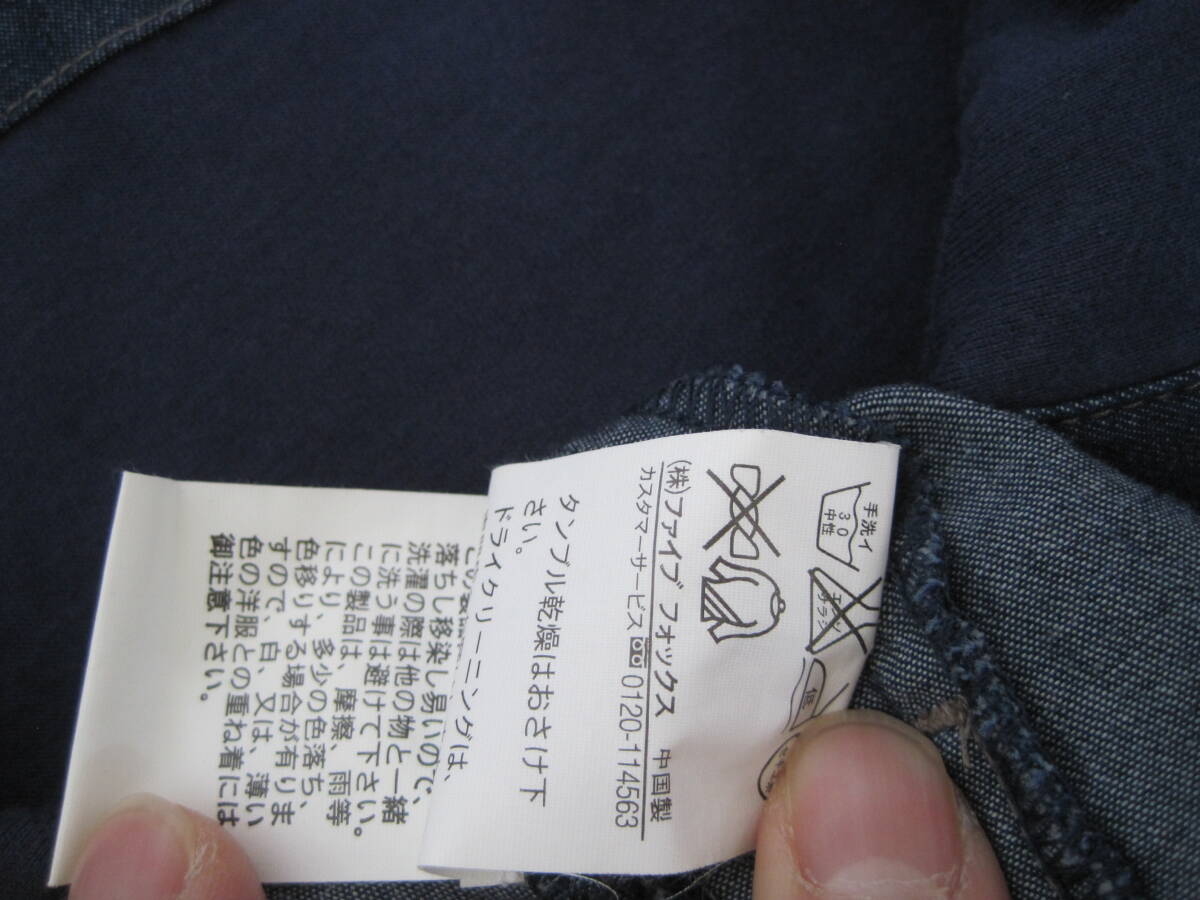 手洗イ
30
中性
エンソ
サラシ
低
(株)ファイブ フォックス 中国製
カスタマーサービス 0120-114563
タンブル乾燥はおさけ下
さい。
ドライクリーニングは、
落ちし移染し易いので、
洗濯の際は他の物と一緒
に洗う事は避けて下さい。
この製品は、摩擦、雨等
により、多少の色落ち、
色移りする場合が有りま
すので、白、又は、薄い
色の洋服との重ね着には
御注意下さい。